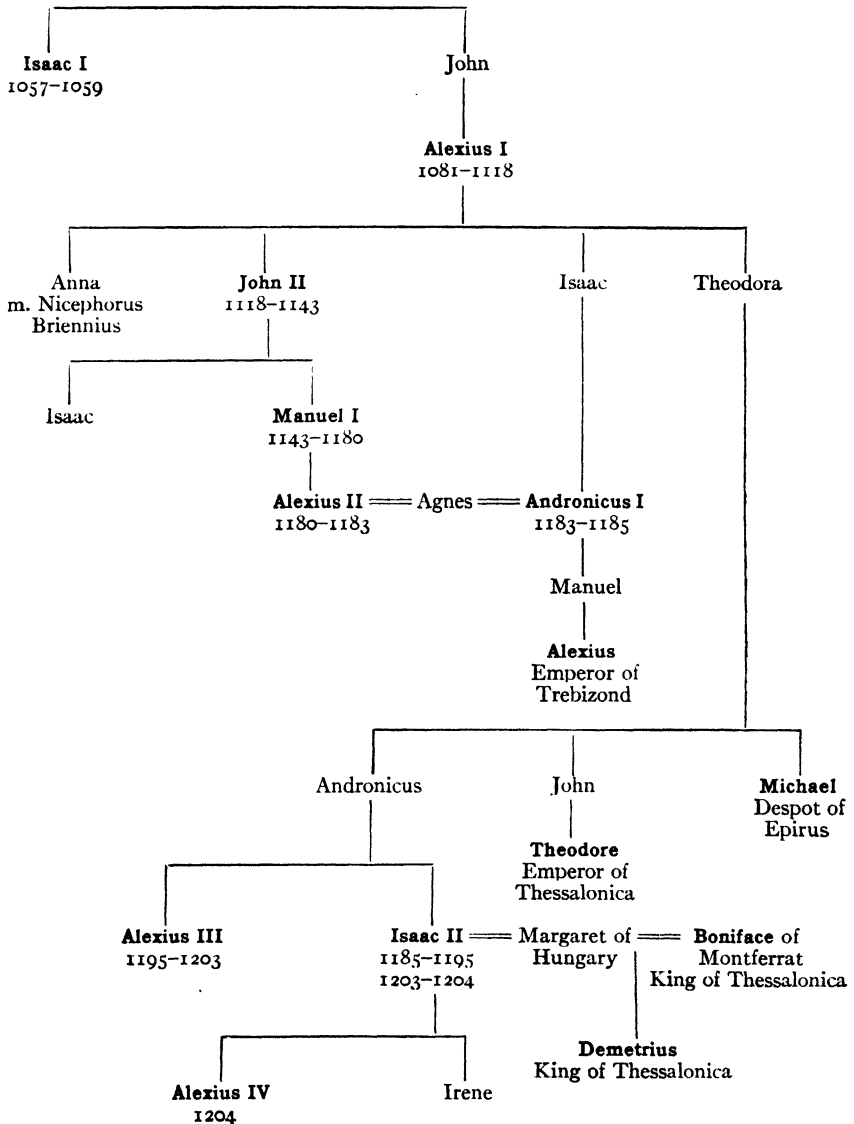 Isaac I
1057–1059
John
Alexius I
1081–1118
Anna
m. Nicephorus
Briennius
John II
1118–1143
Isaac
Theodora
Isaac
Manuel I
1143–1180
Alexius II
1180–1183
Agnes
Andronicus I
1183–1185
Manuel
Alexius
Emperor of
Trebizond
Andronicus
John
Michael
Despot of
Epirus
Theodore
Emperor of
Thessalonica
Alexius III
1195–1203
Isaac II
1185–1195
1203–1204
Margaret of
Hungary
Boniface of
Montferrat
King of Thessalonica
Demetrius
King of Thessalonica
Alexius IV
1204
Irene